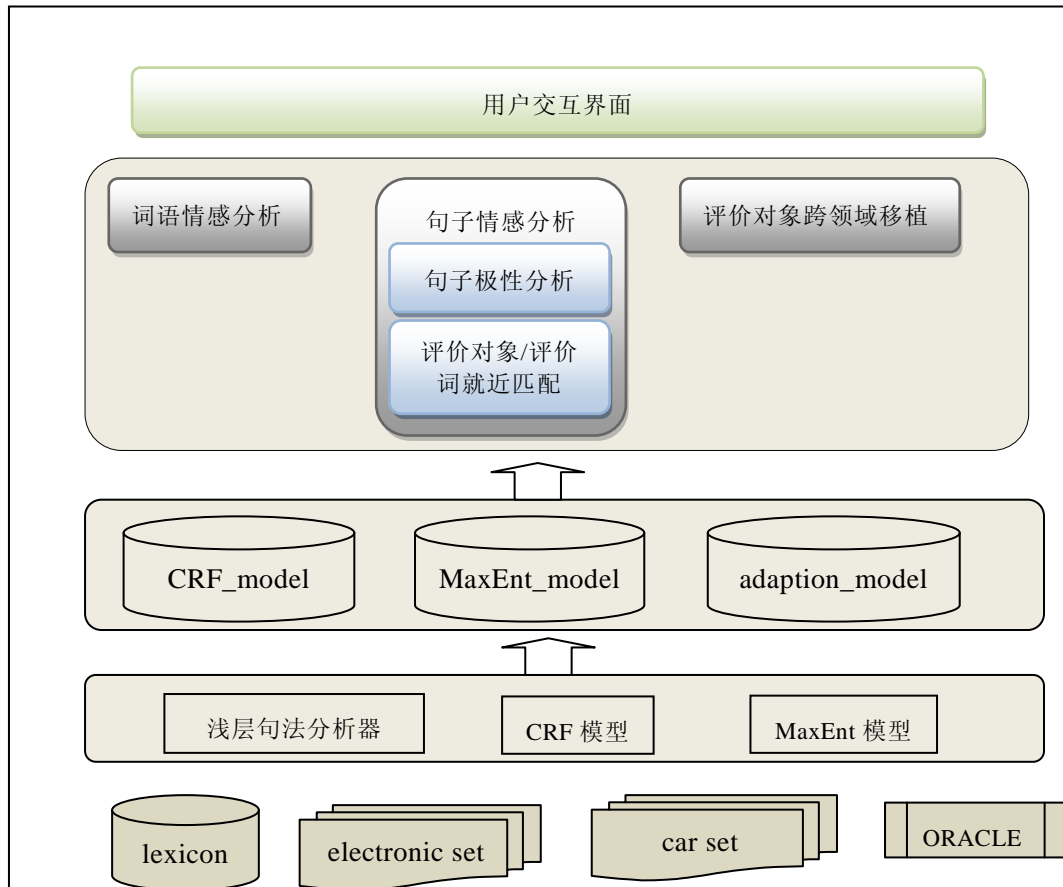 用户交互界面
词语情感分析
句子情感分析
评价对象跨领域移植
句子极性分析
评价对象/评价
词就近匹配
CRF_model
MaxEnt_model
adaption_model
浅层句法分析器
CRF 模型
MaxEnt 模型
lexicon
electronic set
car set
ORACLE